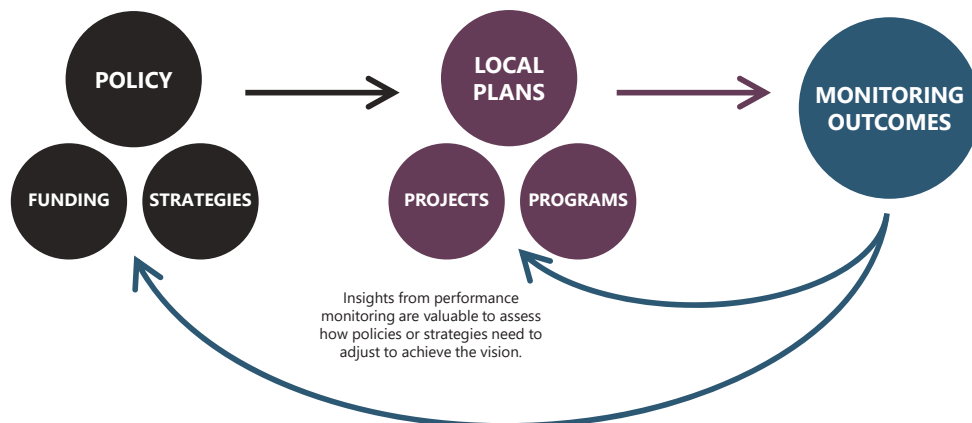 POLICY
FUNDING
STRATEGIES
LOCAL
PLANS
PROJECTS
PROGRAMS
MONITORING
OUTCOMES
Insights from performance
monitoring are valuable to assess
how policies or strategies need to
adjust to achieve the vision.